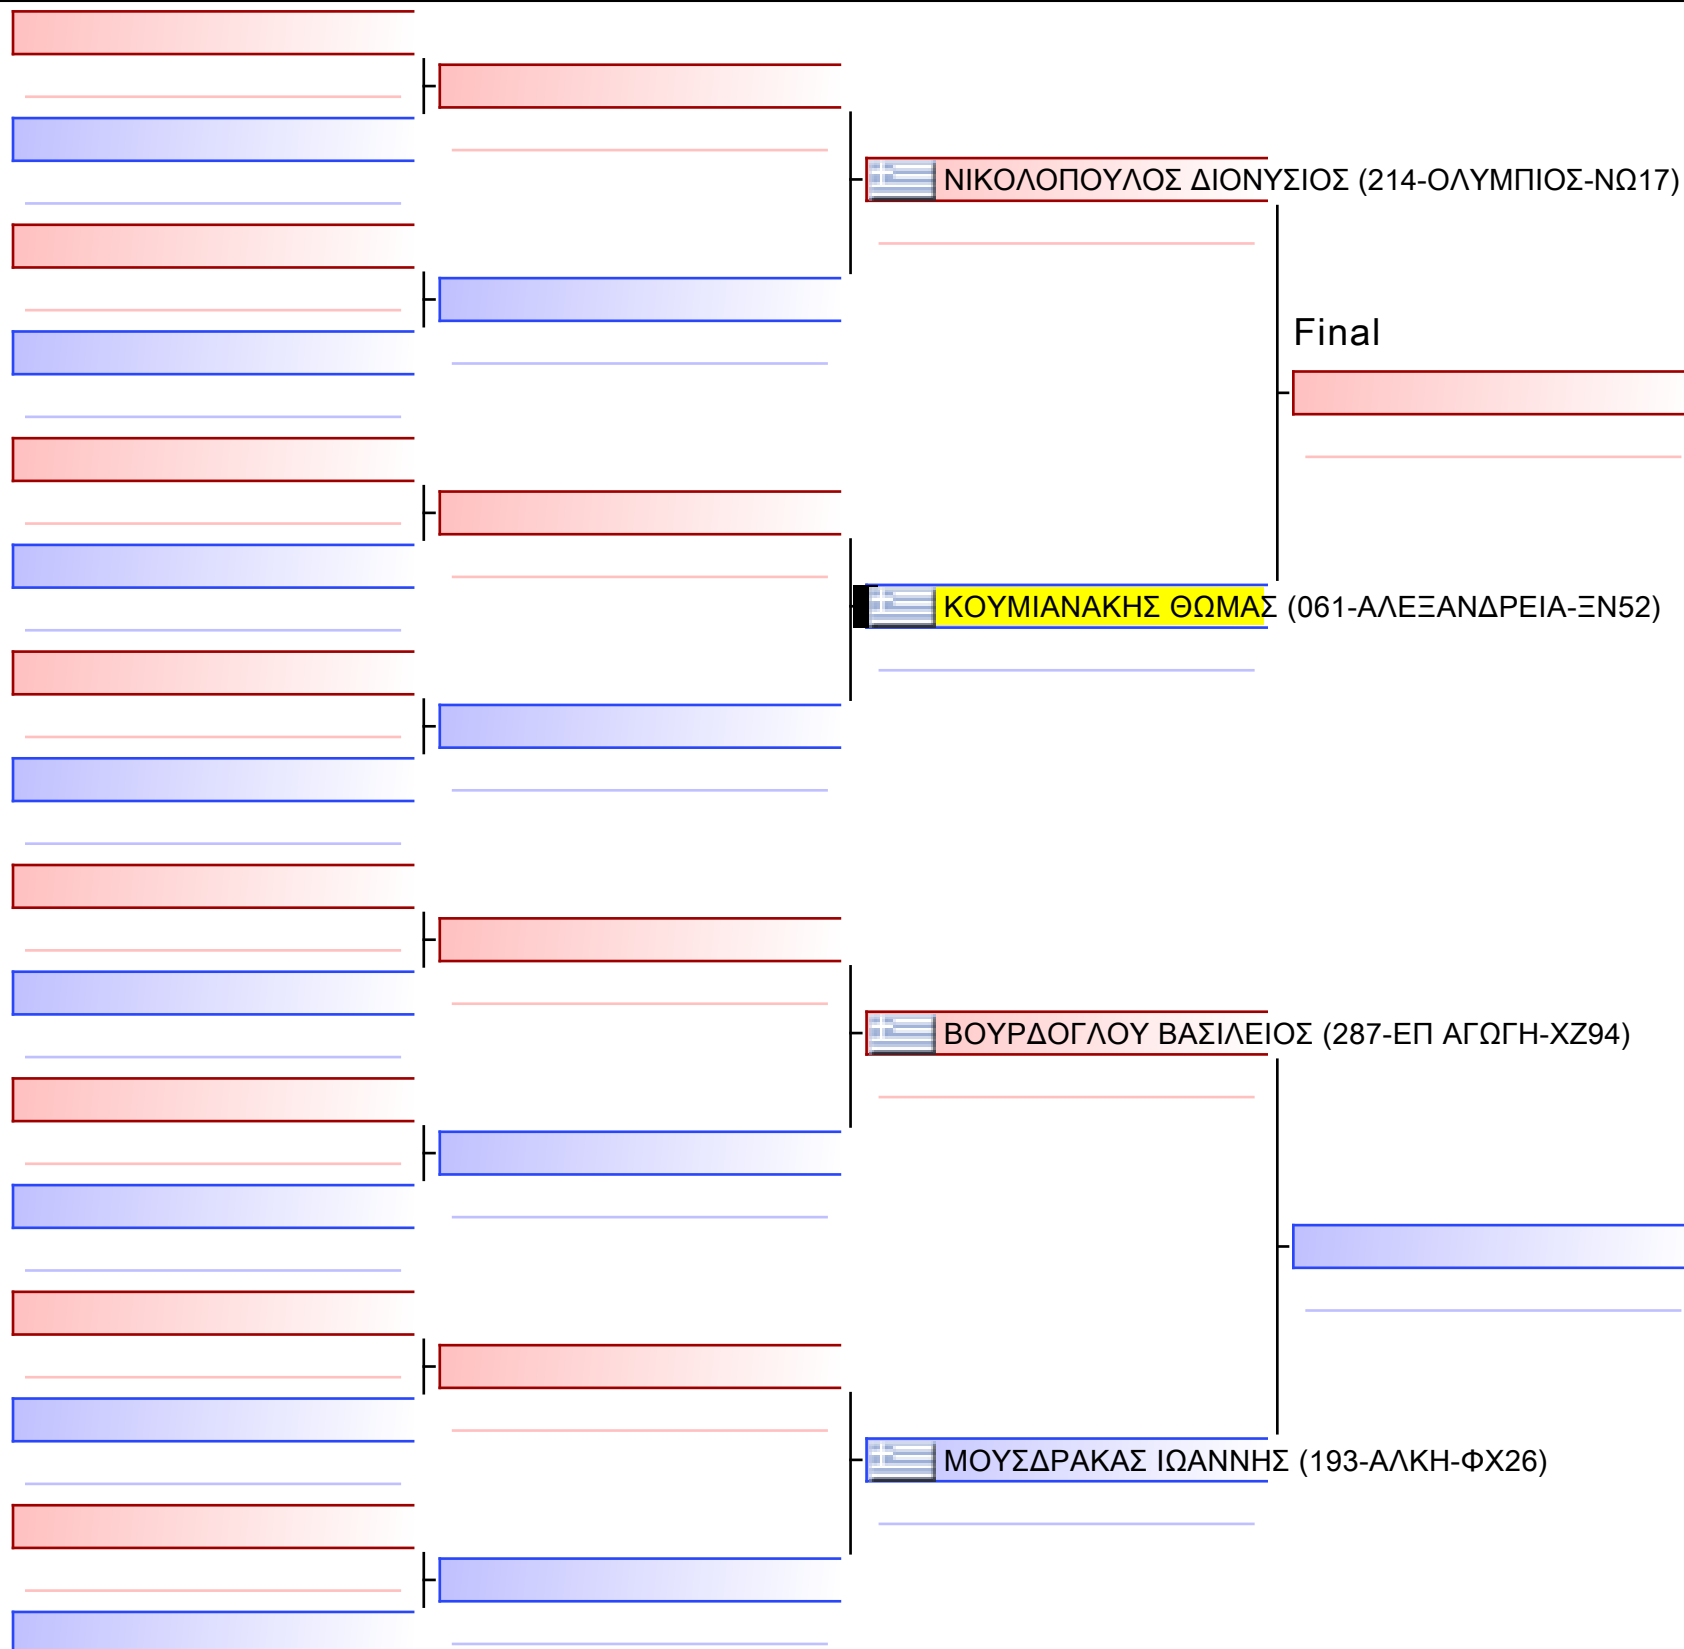 ΝΙΚΟΛΟΠΟΥΛΟΣ ΔΙΟΝΥΣΙΟΣ (214-ΟΛΥΜΠΙΟΣ-ΝΩ17)
Final
ΚΟΥΜΙΑΝΑΚΗΣ ΘΩΜΑΣ (061-ΑΛΕΞΑΝΔΡΕΙΑ-ΞΝ52)
ΒΟΥΡΔΟΓΛΟΥ ΒΑΣΙΛΕΙΟΣ (287-ΕΠ ΑΓΩΓΗ-ΧΖ94)
ΜΟΥΣΔΡΑΚΑΣ ΙΩΑΝΝΗΣ (193-ΑΛΚΗ-ΦΧ26)